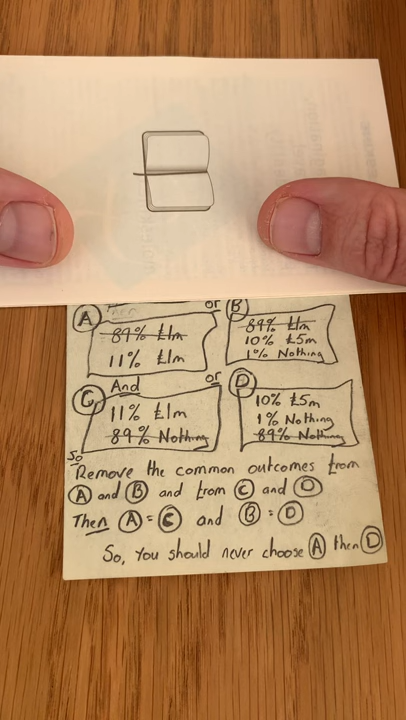 A or B
89% £1m 89% £1m
11% £1m 10% £5m
1% Nothing
C And or D
11% £1m 10% £5m
89% Nothing 1% Nothing
89% Nothing
So
Remove the common outcomes from
A and B and from C and D
Then A = C and B = D
So, You should never choose A then D